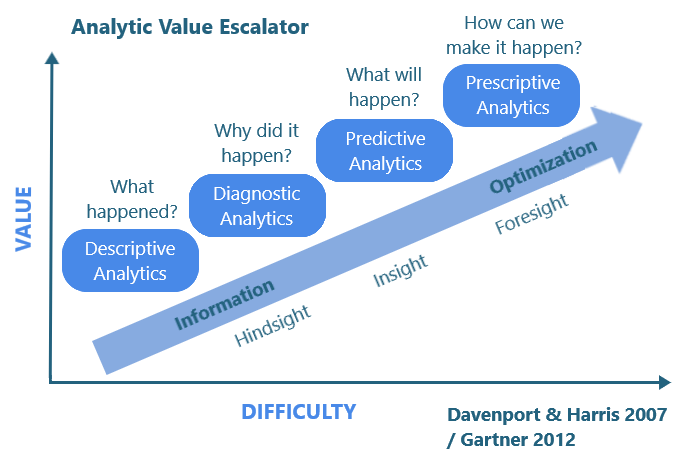 Analytic Value Escalator
How can we
make it happen?
Prescriptive
Analytics
What will
happen?
Predictive
Analytics
Why did it
happen?
Diagnostic
Analytics
What
happened?
Descriptive
Analytics
VALUE
Optimization
Foresight
Insight
Information
Hindsight
DIFFICULTY
Davenport & Harris 2007
/ Gartner 2012